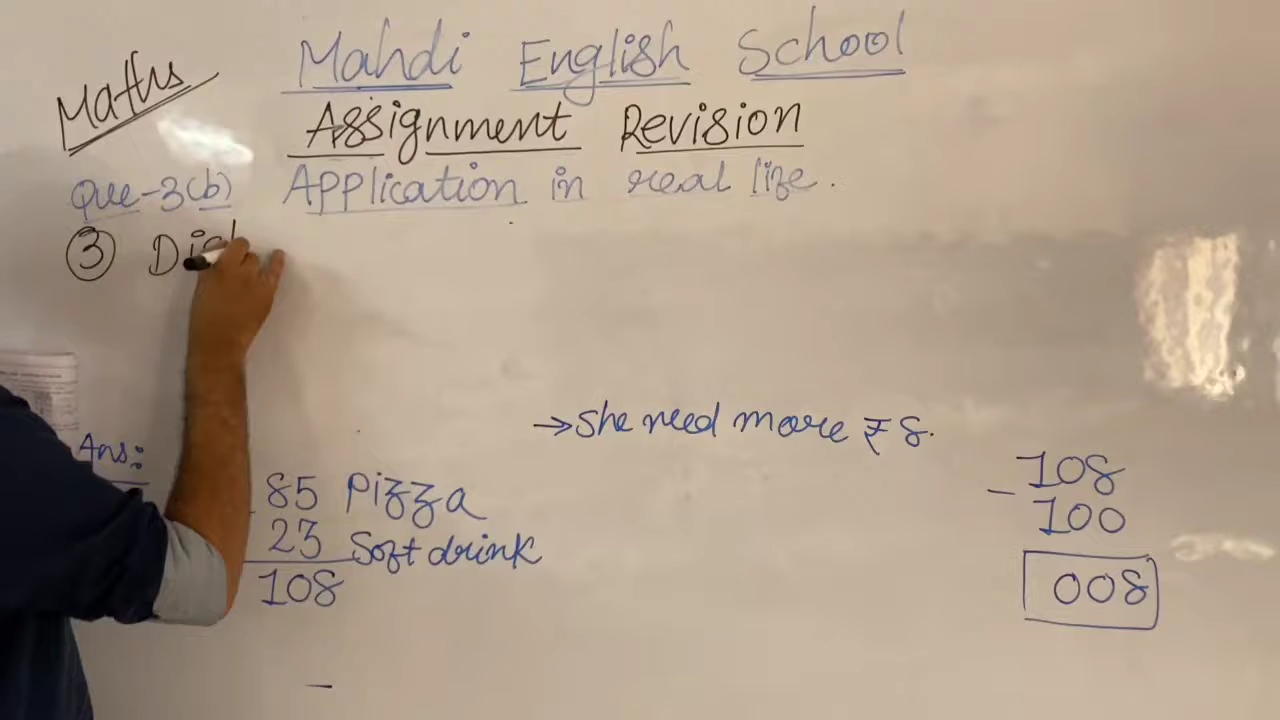 Maths
Mahdi English School
Assignment Revision
Que-3(b) Application in real life.
3
→ She need more ₹ 8.
Ans:
85 Pizza
23 Soft drink
108
- 108
100
008